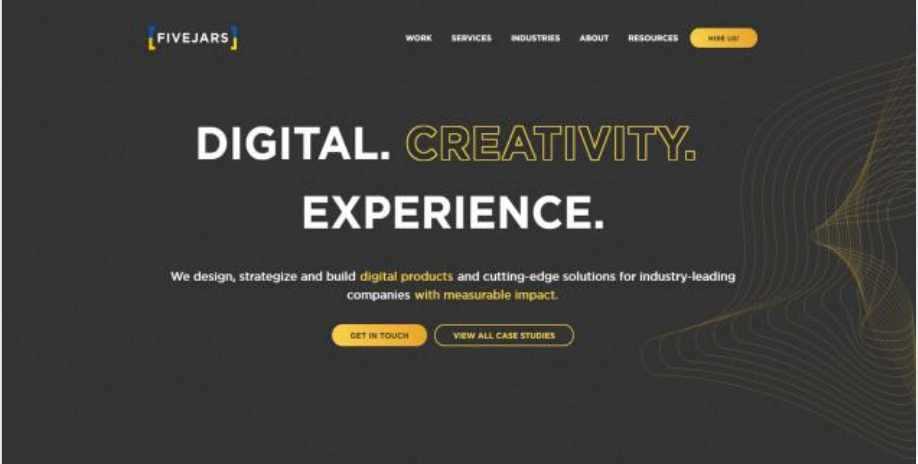 [FIVEJARS]
WORK SERVICES INDUSTRIES ABOUT RESOURCES HIRE US!
DIGITAL. CREATIVITY.
EXPERIENCE.
We design, strategize and build digital products and cutting-edge solutions for industry-leading
companies with measurable impact.
GET IN TOUCH VIEW ALL CASE STUDIES